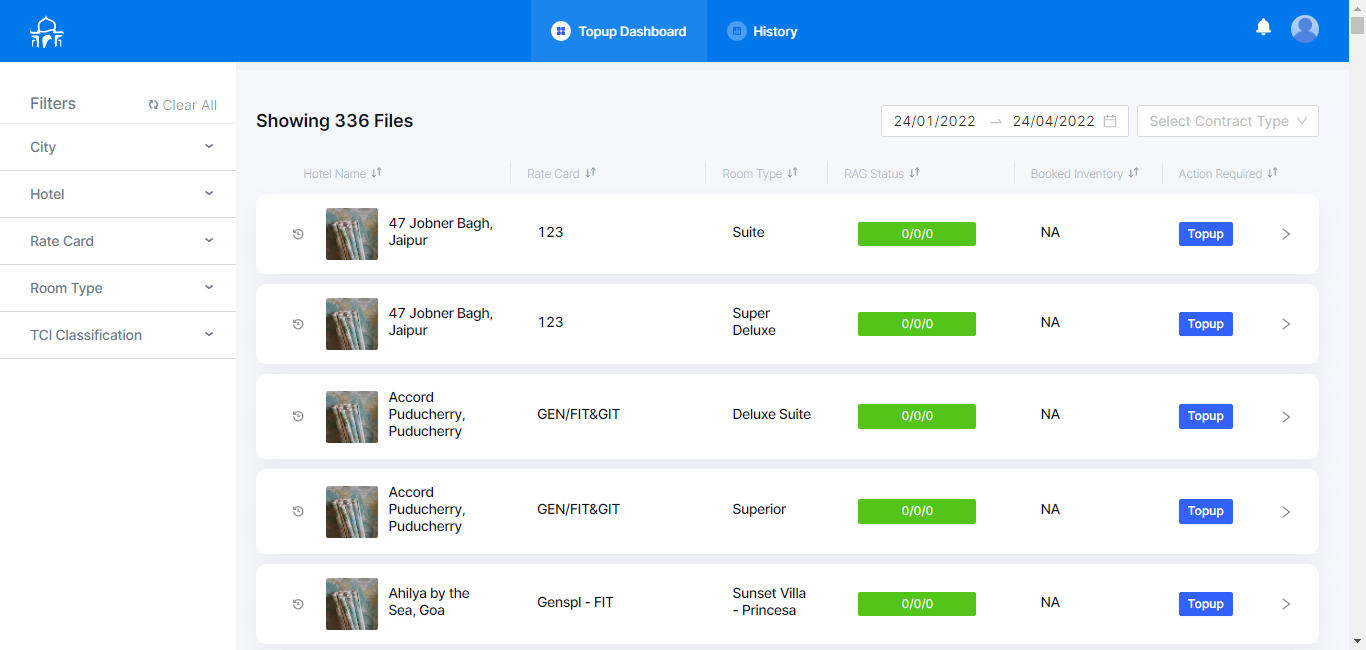 Topup Dashboard
History
Filters
Clear All
City
Hotel
Rate Card
Room Type
TCI Classification
Showing 336 Files
24/01/2022
24/04/2022
Select Contract Type
Hotel Name
Rate Card
Room Type
RAG Status
Booked Inventory
Action Required
47 Jobner Bagh,
Jaipur
123
Suite
0/0/0
NA
Topup
47 Jobner Bagh,
Jaipur
123
Super
Deluxe
0/0/0
NA
Topup
Accord
Puducherry,
Puducherry
GEN/FIT&GIT
Deluxe Suite
0/0/0
NA
Topup
Accord
Puducherry,
Puducherry
GEN/FIT&GIT
Superior
0/0/0
NA
Topup
Ahilya by the
Sea, Goa
Genspl - FIT
Sunset Villa
- Princesa
0/0/0
NA
Topup